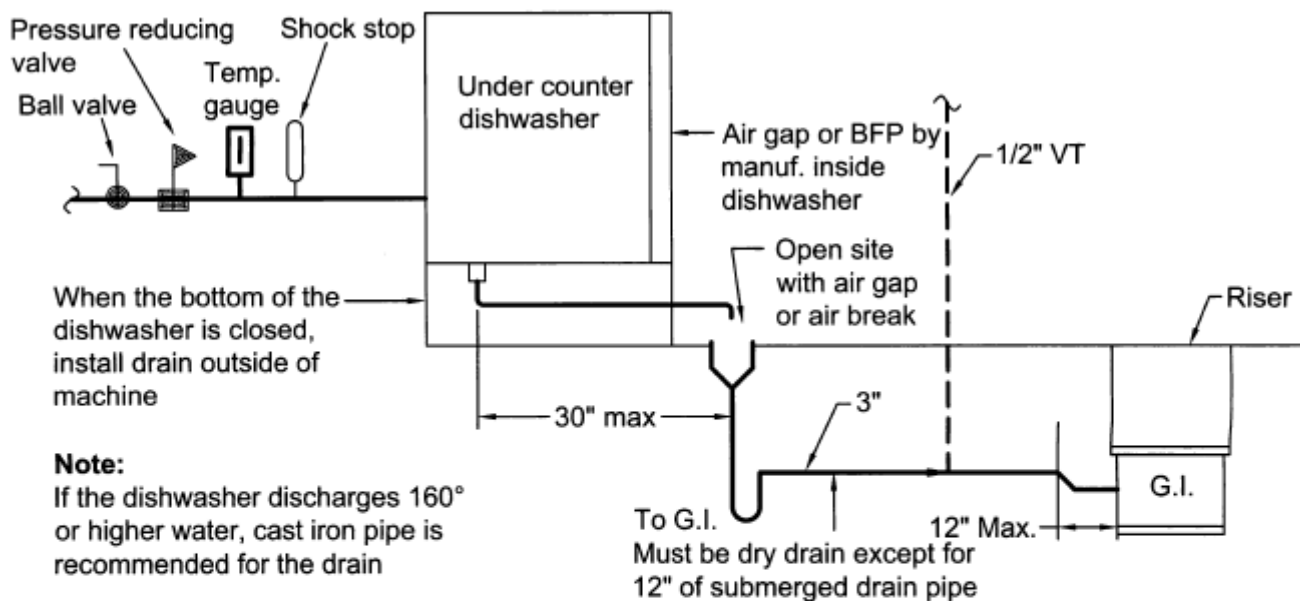 Pressure reducing
valve
Shock stop
Temp.
gauge
Ball valve
Under counter
dishwasher
Air gap or BFP by
manuf. inside
dishwasher
1/2" VT
Open site
with air gap
or air break
Riser
When the bottom of the
dishwasher is closed,
install drain outside of
machine
30" max
3"
Note:
If the dishwasher discharges 160°
or higher water, cast iron pipe is
recommended for the drain
G.I.
12" Max.
To G.I.
Must be dry drain except for
12" of submerged drain pipe